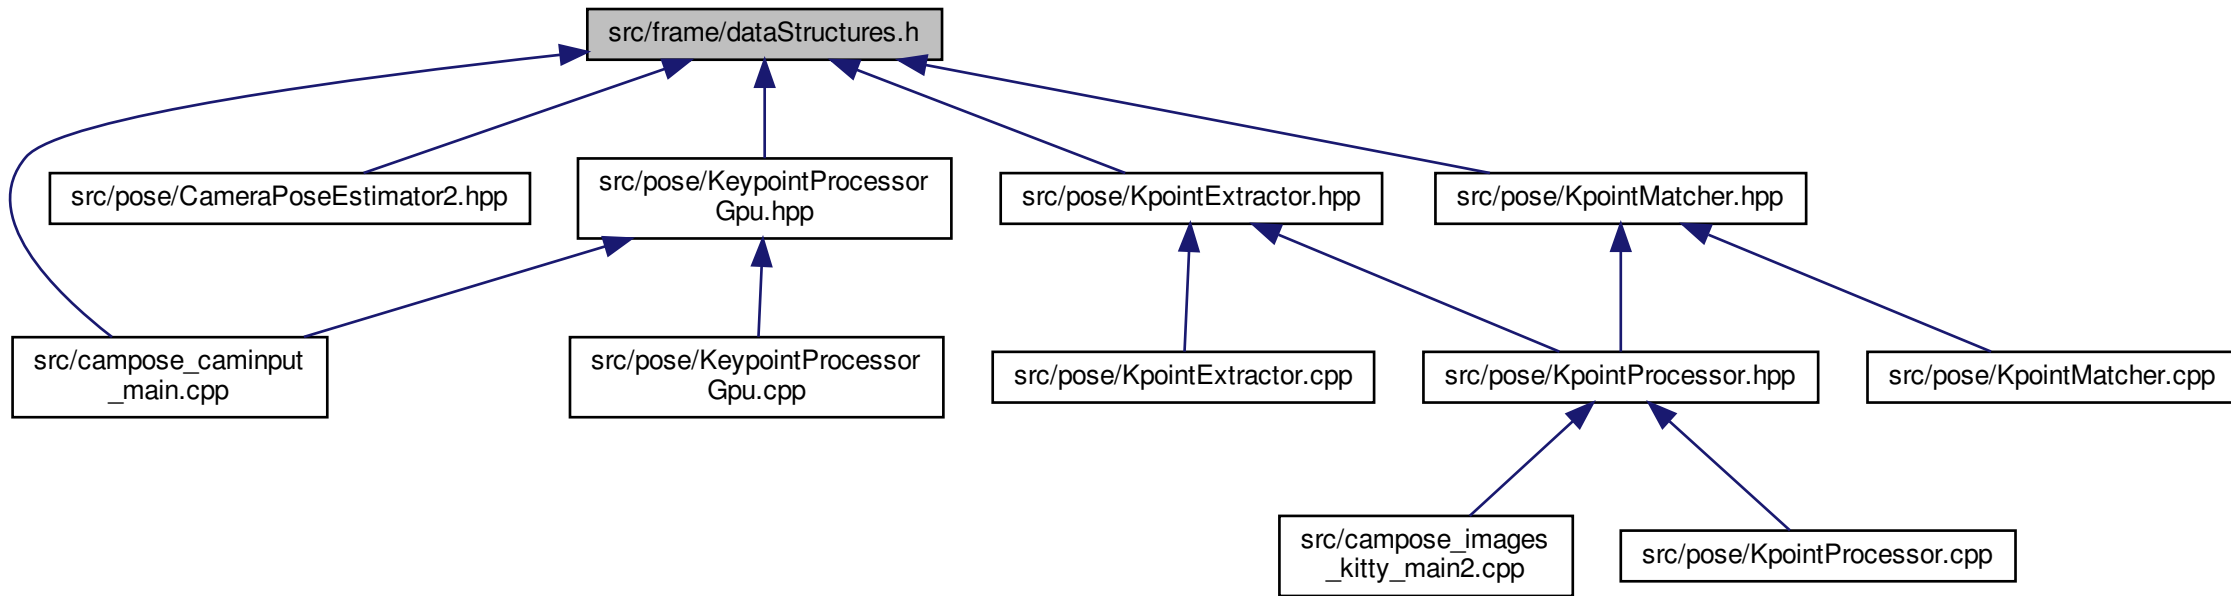 src/frame/dataStructures.h
src/pose/CameraPoseEstimator2.hpp
src/pose/KeypointProcessor
Gpu.hpp
src/pose/KpointExtractor.hpp
src/pose/KpointMatcher.hpp
src/campose_caminput
_main.cpp
src/pose/KeypointProcessor
Gpu.cpp
src/pose/KpointExtractor.cpp
src/pose/KpointProcessor.hpp
src/pose/KpointMatcher.cpp
src/campose_images
_kitty_main2.cpp
src/pose/KpointProcessor.cpp